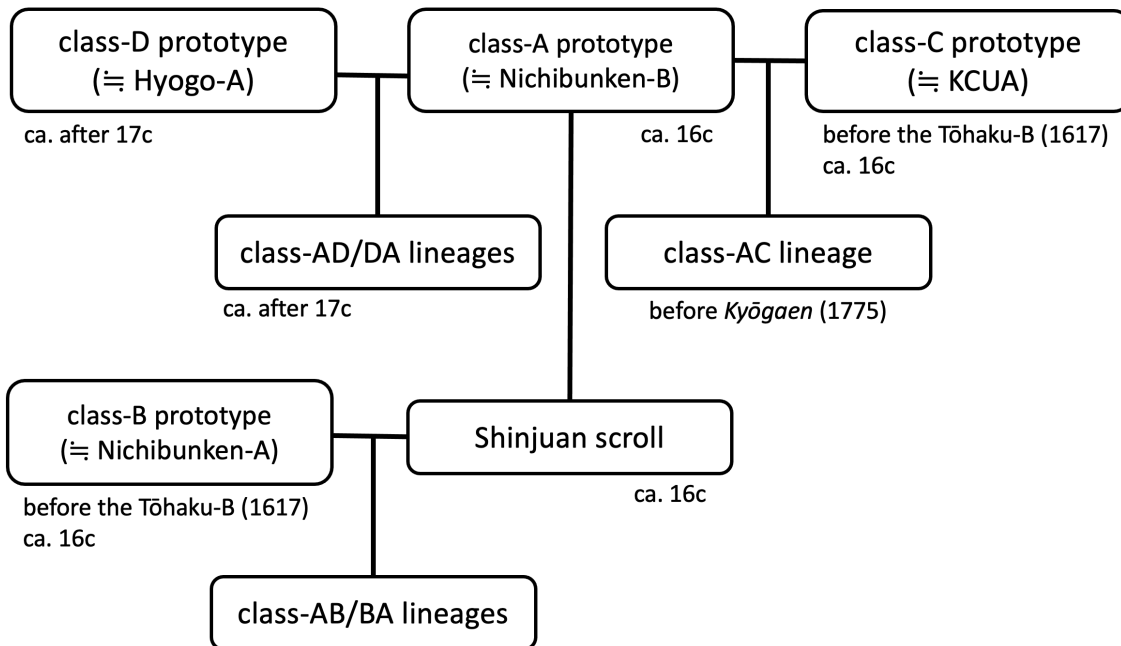 class-D prototype
(≒ Hyogo-A)
ca. after 17c
class-A prototype
(≒ Nichibunken-B)
ca. 16c
class-C prototype
(≒ KCUA)
before the Tōhaku-B (1617)
ca. 16c
class-AD/DA lineages
ca. after 17c
class-AC lineage
before Kyōgaen (1775)
class-B prototype
(≒ Nichibunken-A)
before the Tōhaku-B (1617)
ca. 16c
Shinjuan scroll
ca. 16c
class-AB/BA lineages